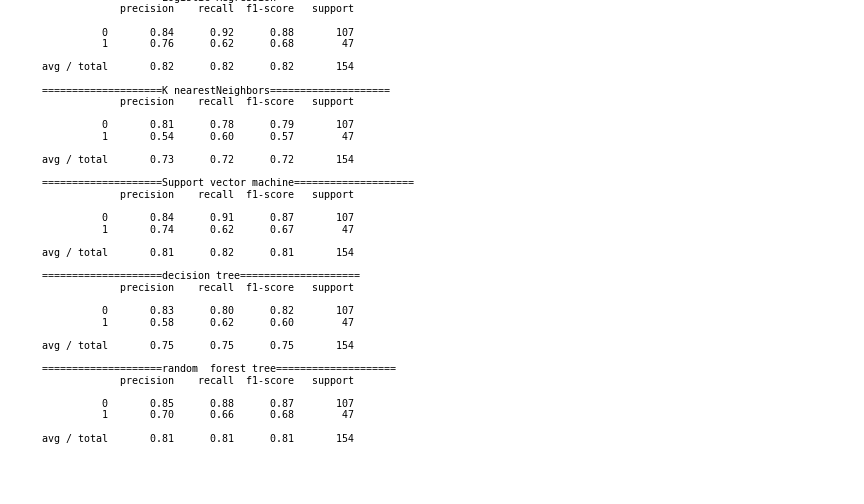 precision    recall  f1-score   support
0       0.84      0.92      0.88       107
1       0.76      0.62      0.68        47
avg / total       0.82      0.82      0.82       154
====================K nearestNeighbors====================
precision    recall  f1-score   support
0       0.81      0.78      0.79       107
1       0.54      0.60      0.57        47
avg / total       0.73      0.72      0.72       154
====================Support vector machine====================
precision    recall  f1-score   support
0       0.84      0.91      0.87       107
1       0.74      0.62      0.67        47
avg / total       0.81      0.82      0.81       154
====================decision tree====================
precision    recall  f1-score   support
0       0.83      0.80      0.82       107
1       0.58      0.62      0.60        47
avg / total       0.75      0.75      0.75       154
====================random  forest tree====================
precision    recall  f1-score   support
0       0.85      0.88      0.87       107
1       0.70      0.66      0.68        47
avg / total       0.81      0.81      0.81       154